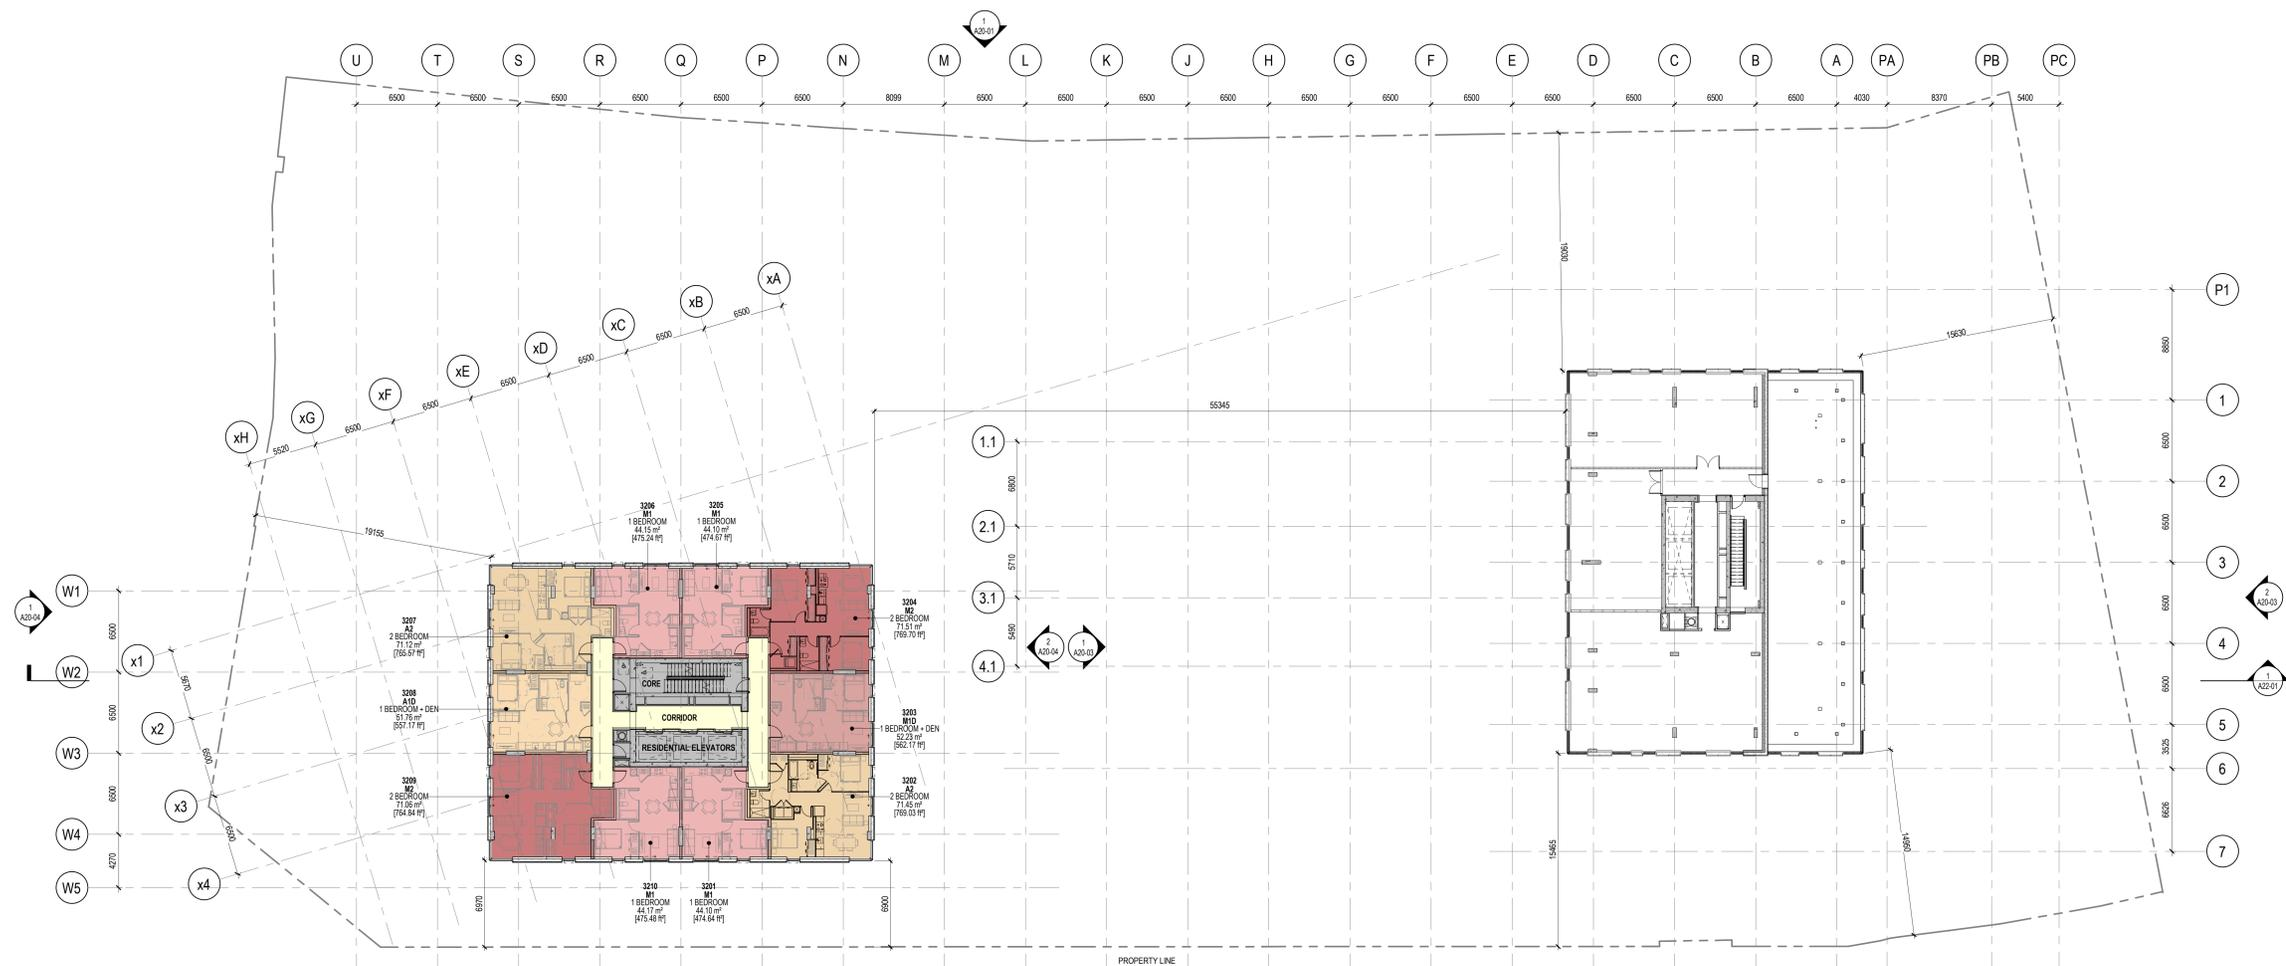 1
A20-01
U T S R Q P N M L K J H G F E D C B A PA PB PC
6500 6500 6500 6500 6500 6500 8099 6500 6500 6500 6500 6500 6500 6500 6500 6500 6500 6500 4030 8370 5400
19030
P1
xA
xB
xC
xD
xE
xF
xG
xH
6500
6500
6500
6500
6500
6500
5520
15630
8850
55345
1
1.1
6500
6800
2
19155
3206
M1
1 BEDROOM
44.15 m²
[475.24 ft²]
3205
M1
1 BEDROOM
44.10 m²
[474.67 ft²]
2.1
6500
5710
3
W1
3.1
1
A20-04
2
A20-03
6500
3207
A2
2 BEDROOM
71.12 m²
[765.57 ft²]
3204
M2
2 BEDROOM
71.51 m²
[769.70 ft²]
5490
6500
2
A20-04
1
A20-03
4
x1
W2
4.1
5670
6500
CORE
3208
A1D
1 BEDROOM + DEN
51.76 m²
[557.17 ft²]
CORRIDOR
3203
M1D
1 BEDROOM + DEN
52.23 m²
[562.17 ft²]
6500
1
A22-01
x2
5
W3
6500
RESIDENTIAL ELEVATORS
3525
6
6500
3209
M2
2 BEDROOM
71.06 m²
[764.84 ft²]
3202
A2
2 BEDROOM
71.45 m²
[769.03 ft²]
x3
6626
W4
6500
4270
15465
14960
7
x4
W5
3210
M1
1 BEDROOM
44.17 m²
[475.48 ft²]
3201
M1
1 BEDROOM
44.10 m²
[474.64 ft²]
6970
6900
PROPERTY LINE